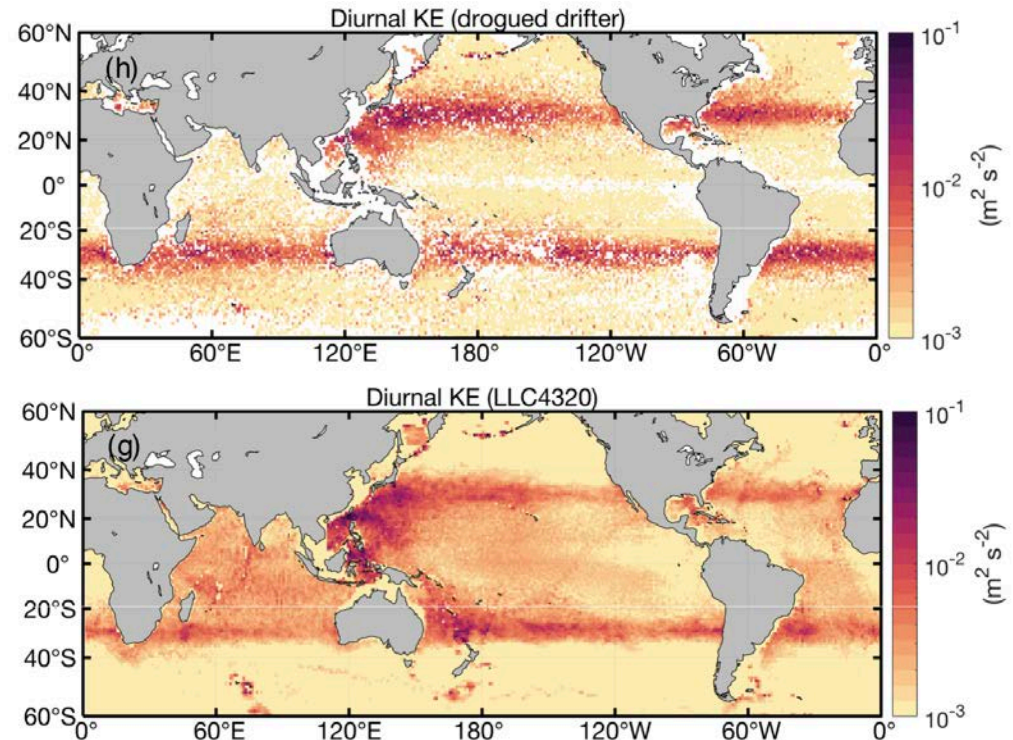 Diurnal KE (drogued drifter)
(h)
60°N
40°N
20°N
0°
20°S
40°S
60°S
0° 60°E 120°E 180° 120°W 60°W 0°
10⁻¹
10⁻²
10⁻³
(m² s⁻²)
Diurnal KE (LLC4320)
(g)
60°N
40°N
20°N
0°
20°S
40°S
60°S
0° 60°E 120°E 180° 120°W 60°W 0°
10⁻¹
10⁻²
10⁻³
(m² s⁻²)